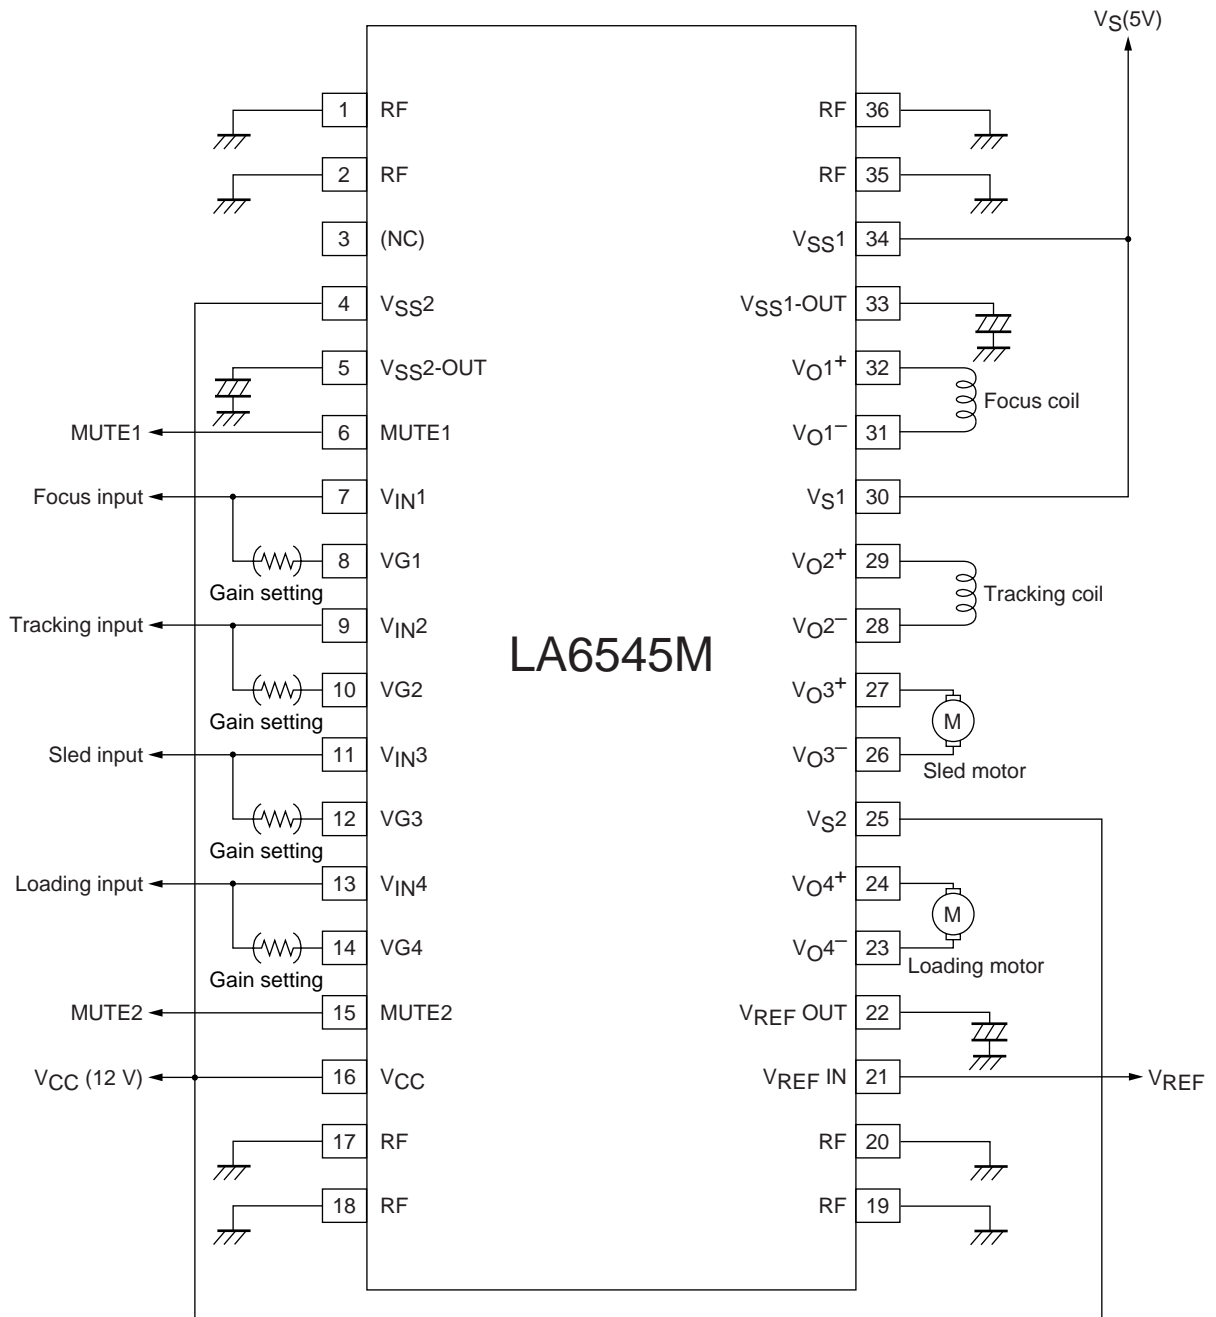 VS(5V)
1 RF
RF 36
2 RF
RF 35
3 (NC)
VSS1 34
4 VSS2
VSS1-OUT 33
5 VSS2-OUT
VO1+ 32
Focus coil
MUTE1 6 MUTE1
VO1− 31
Focus input 7 VIN1
VS1 30
8 VG1
Gain setting
VO2+ 29
Tracking coil
Tracking input 9 VIN2
VO2− 28
LA6545M
10 VG2
Gain setting
VO3+ 27
M
Sled input 11 VIN3
VO3− 26
Sled motor
12 VG3
Gain setting
VS2 25
Loading input 13 VIN4
VO4+ 24
M
14 VG4
Gain setting
VO4− 23
Loading motor
MUTE2 15 MUTE2
VREF OUT 22
VCC (12 V) 16 VCC
VREF IN 21 VREF
17 RF
RF 20
18 RF
RF 19